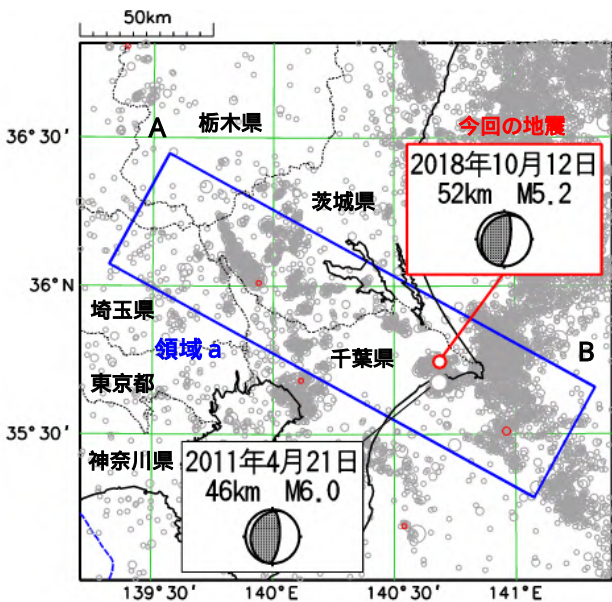 50km
36°30′
36°N
35°30′
139°30′
140°E
140°30′
141°E
A
B
栃木県
茨城県
埼玉県
千葉県
東京都
神奈川県
領域a
今回の地震
2018年10月12日
52km M5.2
2011年4月21日
46km M6.0